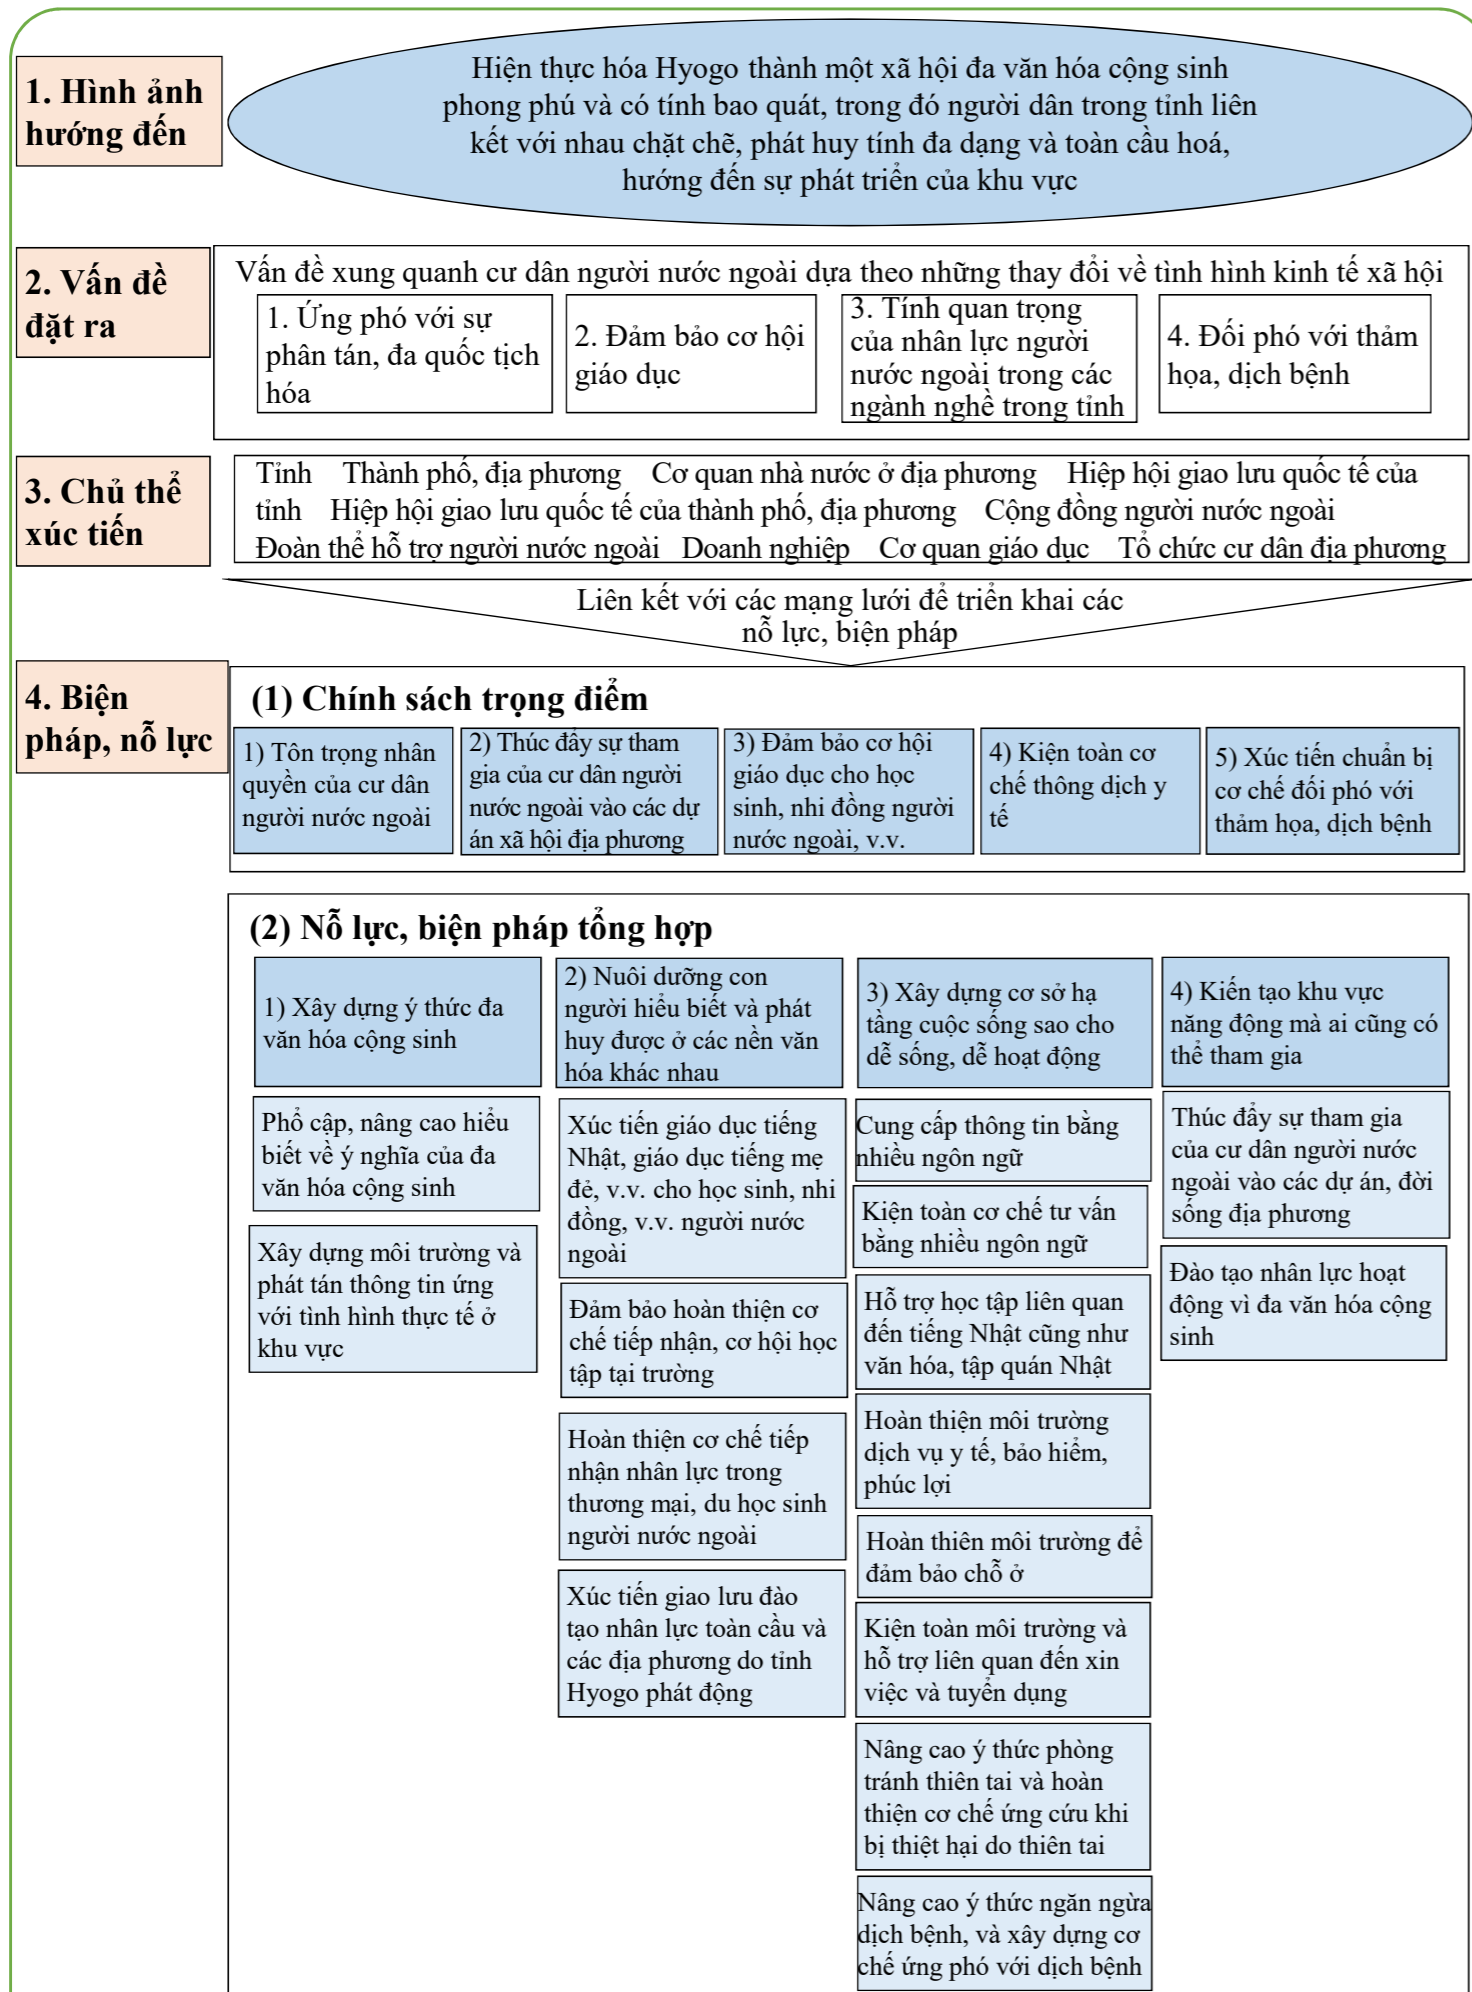 1. Hình ảnh
hướng đến
Hiện thực hóa Hyogo thành một xã hội đa văn hóa cộng sinh
phong phú và có tính bao quát, trong đó người dân trong tỉnh liên
kết với nhau chặt chẽ, phát huy tính đa dạng và toàn cầu hoá,
hướng đến sự phát triển của khu vực
2. Vấn đề
đặt ra
Vấn đề xung quanh cư dân người nước ngoài dựa theo những thay đổi về tình hình kinh tế xã hội
1. Ứng phó với sự
phân tán, đa quốc tịch
hóa
2. Đảm bảo cơ hội
giáo dục
3. Tính quan trọng
của nhân lực người
nước ngoài trong các
ngành nghề trong tỉnh
4. Đối phó với thảm
họa, dịch bệnh
3. Chủ thể
xúc tiến
Tỉnh Thành phố, địa phương Cơ quan nhà nước ở địa phương Hiệp hội giao lưu quốc tế của
tỉnh Hiệp hội giao lưu quốc tế của thành phố, địa phương Cộng đồng người nước ngoài
Đoàn thể hỗ trợ người nước ngoài Doanh nghiệp Cơ quan giáo dục Tổ chức cư dân địa phương
Liên kết với các mạng lưới để triển khai các
nỗ lực, biện pháp
4. Biện
pháp, nỗ lực
(1) Chính sách trọng điểm
1) Tôn trọng nhân
quyền của cư dân
người nước ngoài
2) Thúc đẩy sự tham
gia của cư dân người
nước ngoài vào các dự
án xã hội địa phương
3) Đảm bảo cơ hội
giáo dục cho học
sinh, nhi đồng người
nước ngoài, v.v.
4) Kiện toàn cơ
chế thông dịch y
tế
5) Xúc tiến chuẩn bị
cơ chế đối phó với
thảm họa, dịch bệnh
(2) Nỗ lực, biện pháp tổng hợp
1) Xây dựng ý thức đa
văn hóa cộng sinh
Phổ cập, nâng cao hiểu
biết về ý nghĩa của đa
văn hóa cộng sinh
Xây dựng môi trường và
phát tán thông tin ứng
với tình hình thực tế ở
khu vực
2) Nuôi dưỡng con
người hiểu biết và phát
huy được ở các nền văn
hóa khác nhau
Xúc tiến giáo dục tiếng
Nhật, giáo dục tiếng mẹ
đẻ, v.v. cho học sinh, nhi
đồng, v.v. người nước
ngoài
Đảm bảo hoàn thiện cơ
chế tiếp nhận, cơ hội học
tập tại trường
Hoàn thiện cơ chế tiếp
nhận nhân lực trong
thương mại, du học sinh
người nước ngoài
Xúc tiến giao lưu đào
tạo nhân lực toàn cầu và
các địa phương do tỉnh
Hyogo phát động
3) Xây dựng cơ sở hạ
tầng cuộc sống sao cho
dễ sống, dễ hoạt động
Cung cấp thông tin bằng
nhiều ngôn ngữ
Kiện toàn cơ chế tư vấn
bằng nhiều ngôn ngữ
Hỗ trợ học tập liên quan
đến tiếng Nhật cũng như
văn hóa, tập quán Nhật
Hoàn thiện môi trường
dịch vụ y tế, bảo hiểm,
phúc lợi
Hoàn thiên môi trường để
đảm bảo chỗ ở
Kiện toàn môi trường và
hỗ trợ liên quan đến xin
việc và tuyển dụng
Nâng cao ý thức phòng
tránh thiên tai và hoàn
thiện cơ chế ứng cứu khi
bị thiệt hại do thiên tai
Nâng cao ý thức ngăn ngừa
dịch bệnh, và xây dựng cơ
chế ứng phó với dịch bệnh
4) Kiến tạo khu vực
năng động mà ai cũng có
thể tham gia
Thúc đẩy sự tham gia
của cư dân người nước
ngoài vào các dự án, đời
sống địa phương
Đào tạo nhân lực hoạt
động vì đa văn hóa cộng
sinh